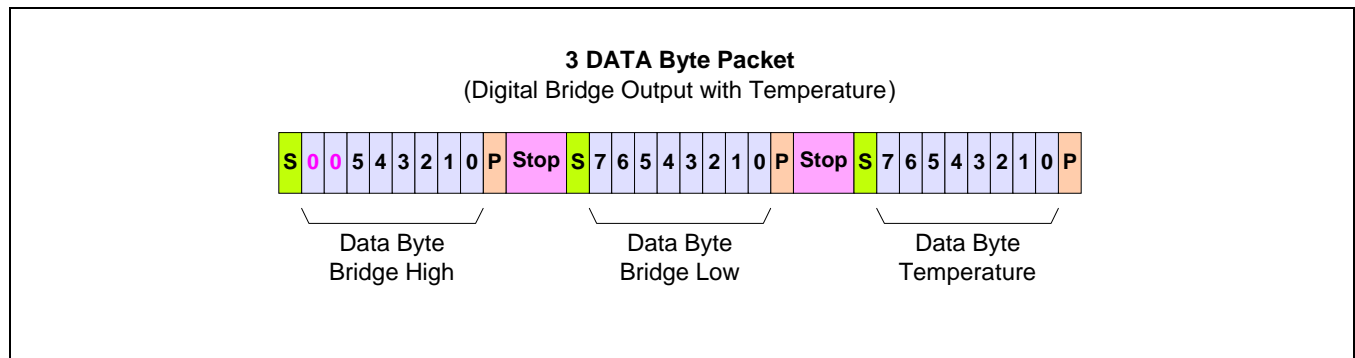 3 DATA Byte Packet
(Digital Bridge Output with Temperature)
S 0 0 5 4 3 2 1 0 P Stop S 7 6 5 4 3 2 1 0 P Stop S 7 6 5 4 3 2 1 0 P
Data Byte Bridge High
Data Byte Bridge Low
Data Byte Temperature